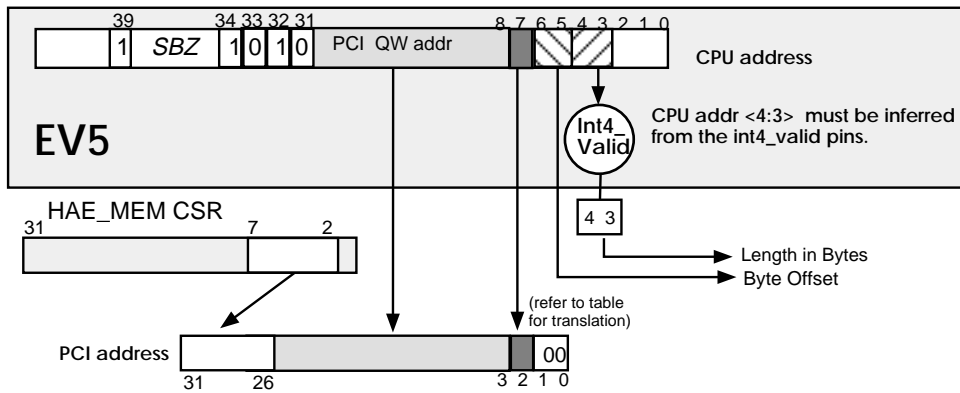 39 34 33 32 31 8 7 6 5 4 3 2 1 0
1 SBZ 1 0 1 0 PCI QW addr
CPU address
EV5
Int4_
Valid
CPU addr <4:3> must be inferred
from the int4_valid pins.
HAE_MEM CSR
31 7 2
4 3
Length in Bytes
Byte Offset
(refer to table
for translation)
PCI address
00
31 26 3 2 1 0